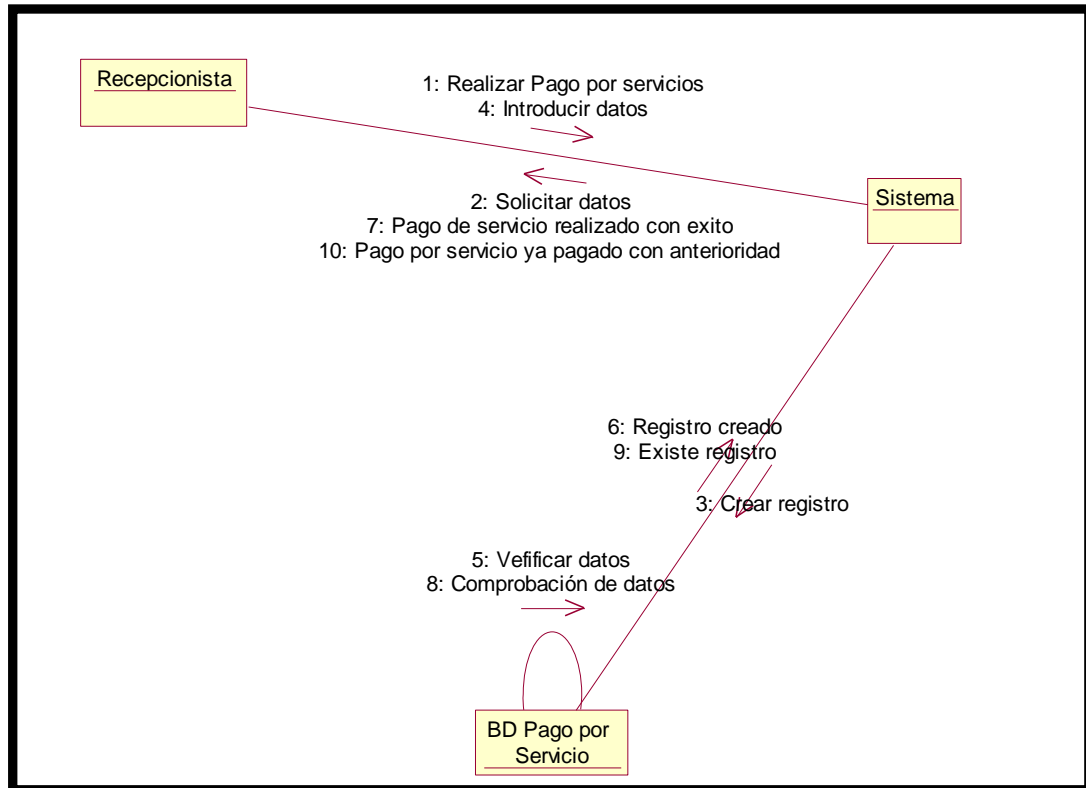 Recepcionista
1: Realizar Pago por servicios
4: Introducir datos
Sistema
2: Solicitar datos
7: Pago de servicio realizado con exito
10: Pago por servicio ya pagado con anterioridad
6: Registro creado
9: Existe registro
3: Crear registro
5: Vefificar datos
8: Comprobación de datos
BD Pago por
Servicio